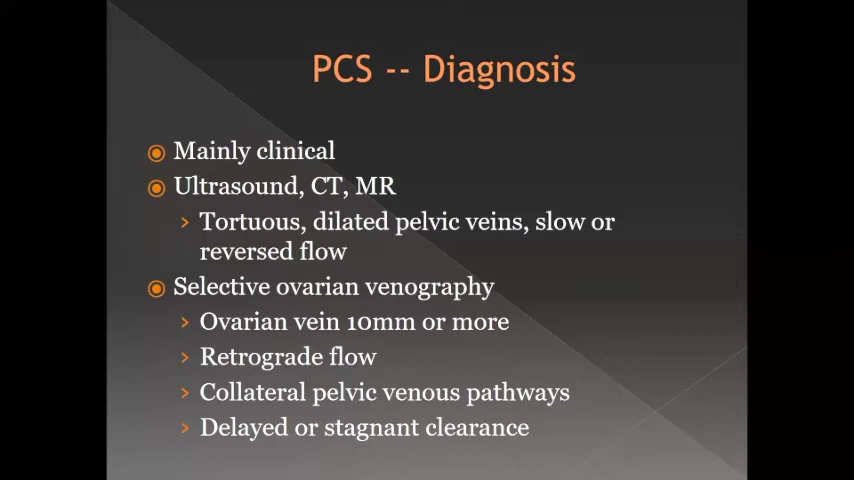 PCS -- Diagnosis
Mainly clinical
Ultrasound, CT, MR
Tortuous, dilated pelvic veins, slow or
reversed flow
Selective ovarian venography
Ovarian vein 10mm or more
Retrograde flow
Collateral pelvic venous pathways
Delayed or stagnant clearance